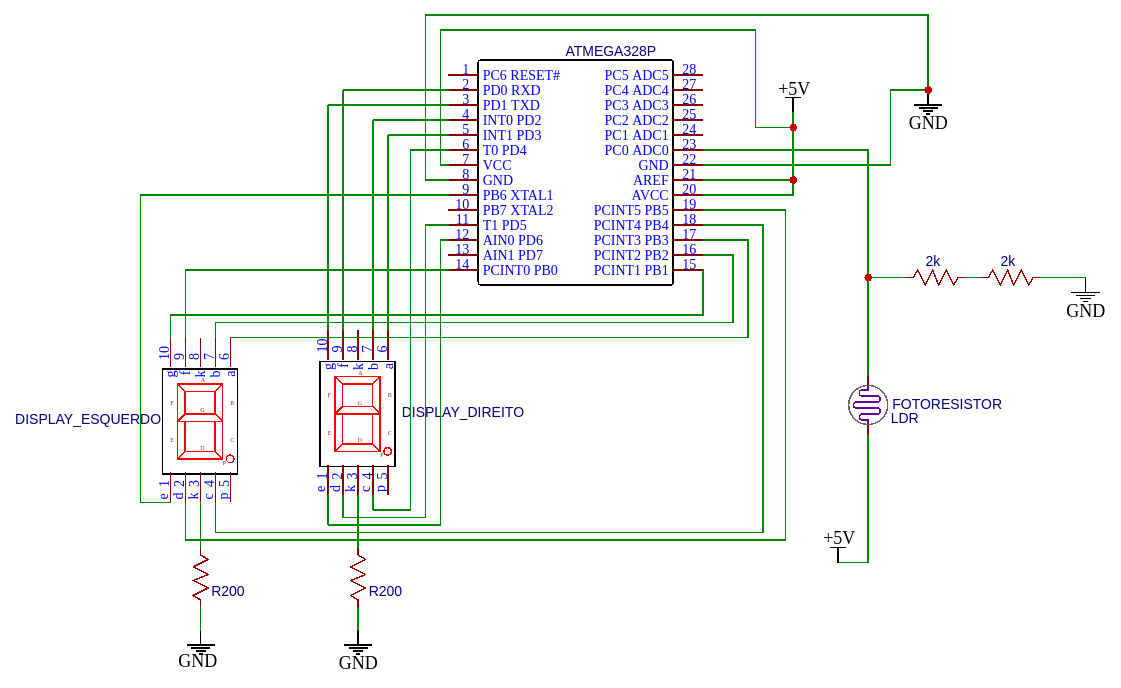 ATMEGA328P
1 PC6 RESET# PC5 ADC5 28
2 PD0 RXD PC4 ADC4 27
3 PD1 TXD PC3 ADC3 26
4 INT0 PD2 PC2 ADC2 25
5 INT1 PD3 PC1 ADC1 24
6 T0 PD4 PC0 ADC0 23
7 VCC GND 22
8 GND AREF 21
9 PB6 XTAL1 AVCC 20
10 PB7 XTAL2 PCINT5 PB5 19
11 T1 PD5 PCINT4 PB4 18
12 AIN0 PD6 PCINT3 PB3 17
13 AIN1 PD7 PCINT2 PB2 16
14 PCINT0 PB0 PCINT1 PB1 15
+5V
GND
2k 2k
GND
10 9 8 7 6
g f k b a
A
F B
G
E C
D
P
DISPLAY_ESQUERDO
1 2 3 4 5
e d k c p
10 9 8 7 6
g f k b a
A
F B
G
E C
D
P
DISPLAY_DIREITO
1 2 3 4 5
e d k c p
FOTORESISTOR
LDR
+5V
R200
R200
GND
GND